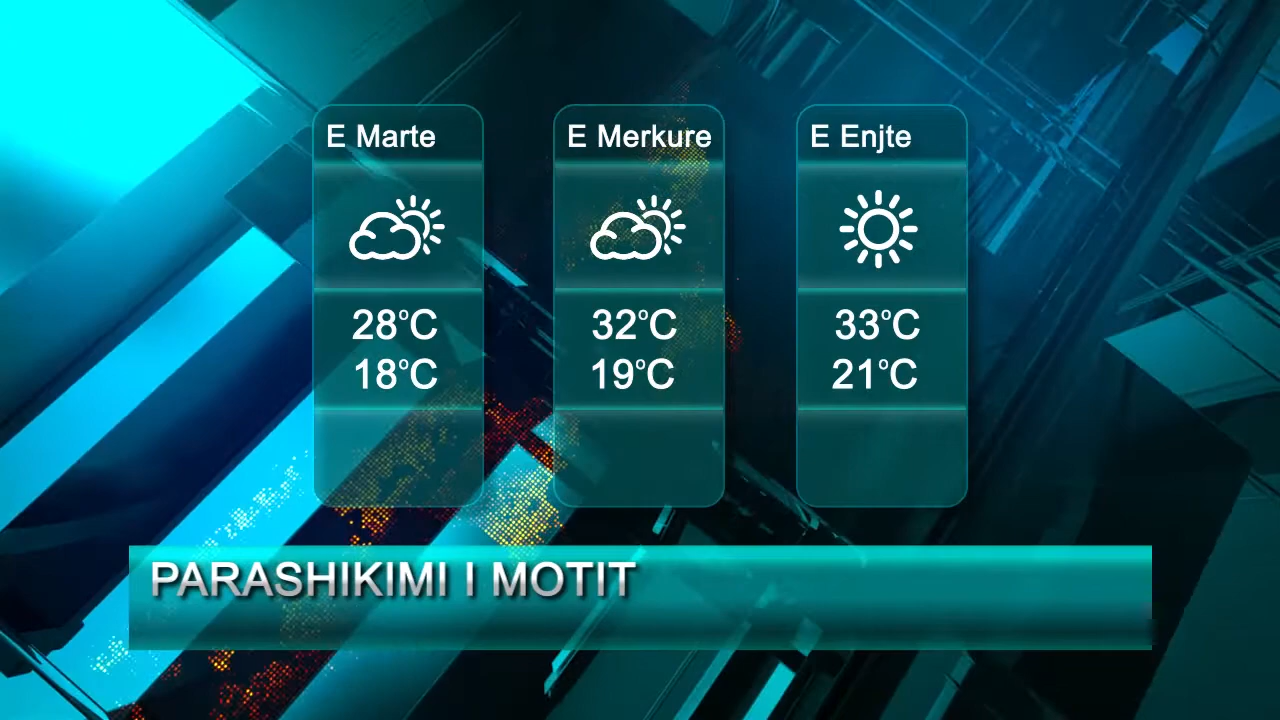 E Marte
28°C
18°C
E Merkure
32°C
19°C
E Enjte
33°C
21°C
PARASHIKIMI I MOTIT